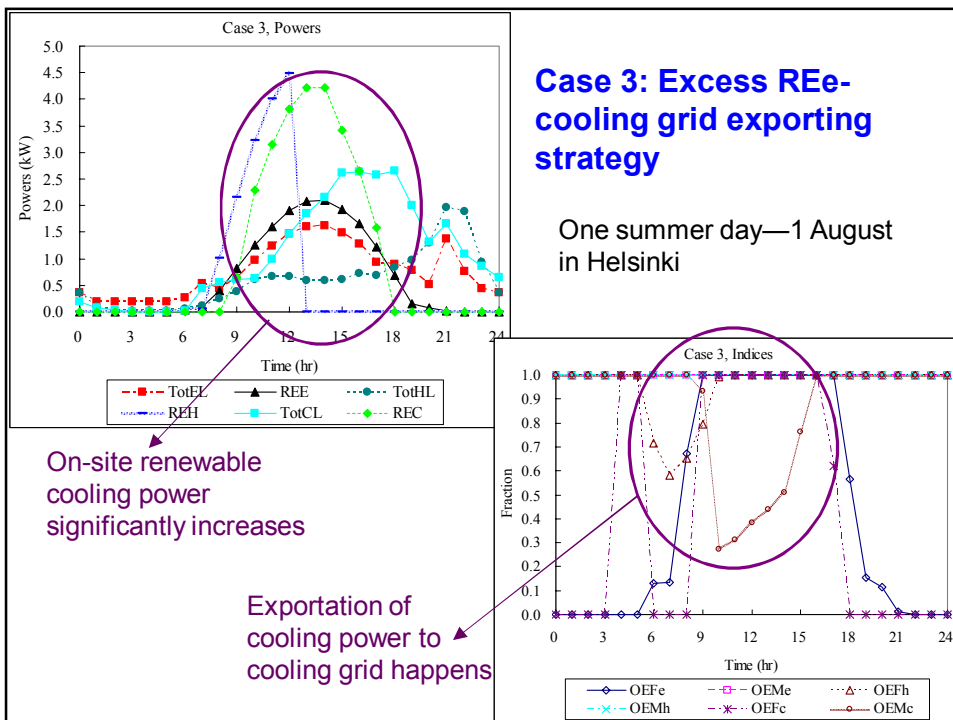 Case 3, Powers
5.0
4.5
4.0
3.5
3.0
2.5
2.0
1.5
1.0
0.5
0.0
Powers (kW)
0 3 6 9 12 15 18 21 24
Time (hr)
TotEL REE TotHL
REH TotCL REC
Case 3: Excess REe-
cooling grid exporting
strategy
One summer day—1 August
in Helsinki
On-site renewable
cooling power
significantly increases
Exportation of
cooling power to
cooling grid happens
Case 3, Indices
1.0
0.9
0.8
0.7
0.6
0.5
0.4
0.3
0.2
0.1
0.0
Fraction
0 3 6 9 12 15 18 21 24
Time (hr)
OEFe OEMe OEFh
OEMh OEFc OEMc